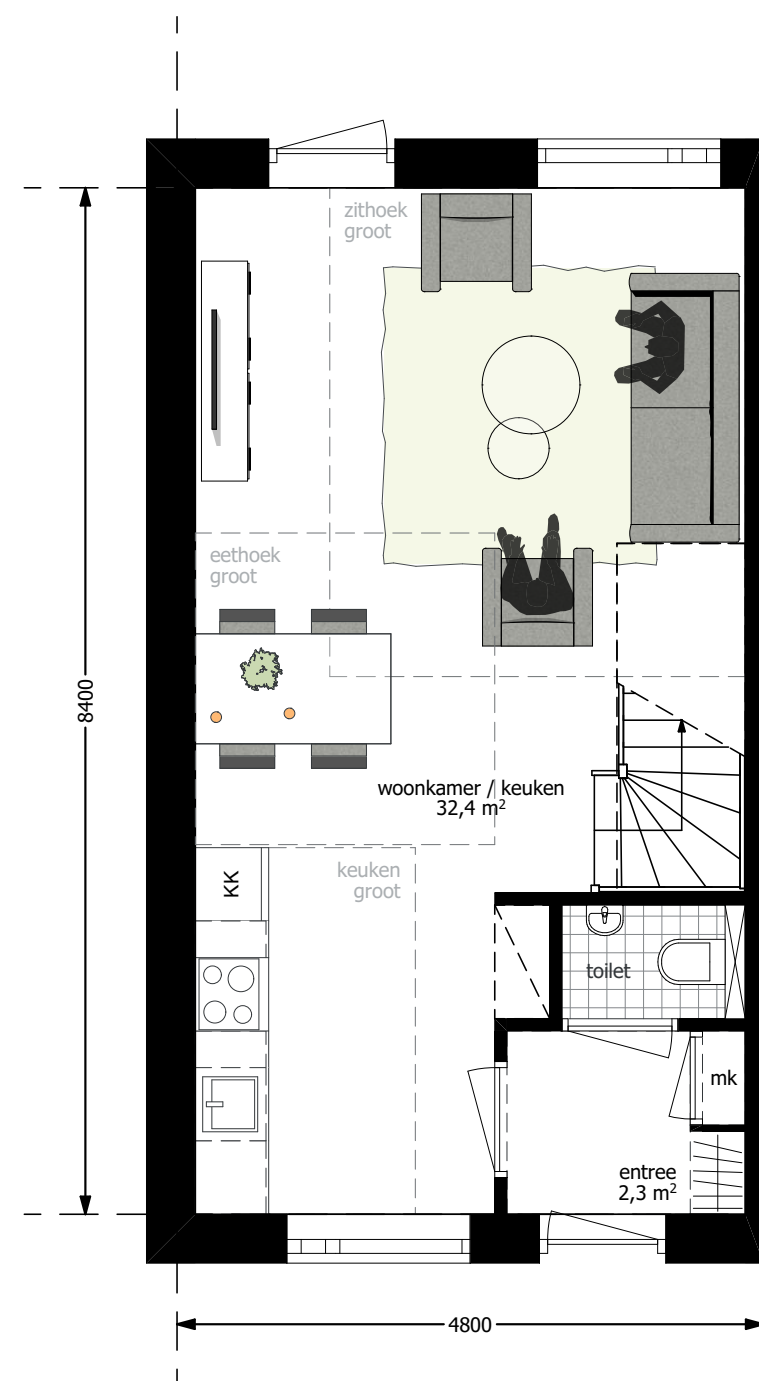 zithoek
groot
eethoek
groot
8400
woonkamer / keuken
32,4 m²
keuken
groot
KK
toilet
mk
entree
2,3 m²
4800